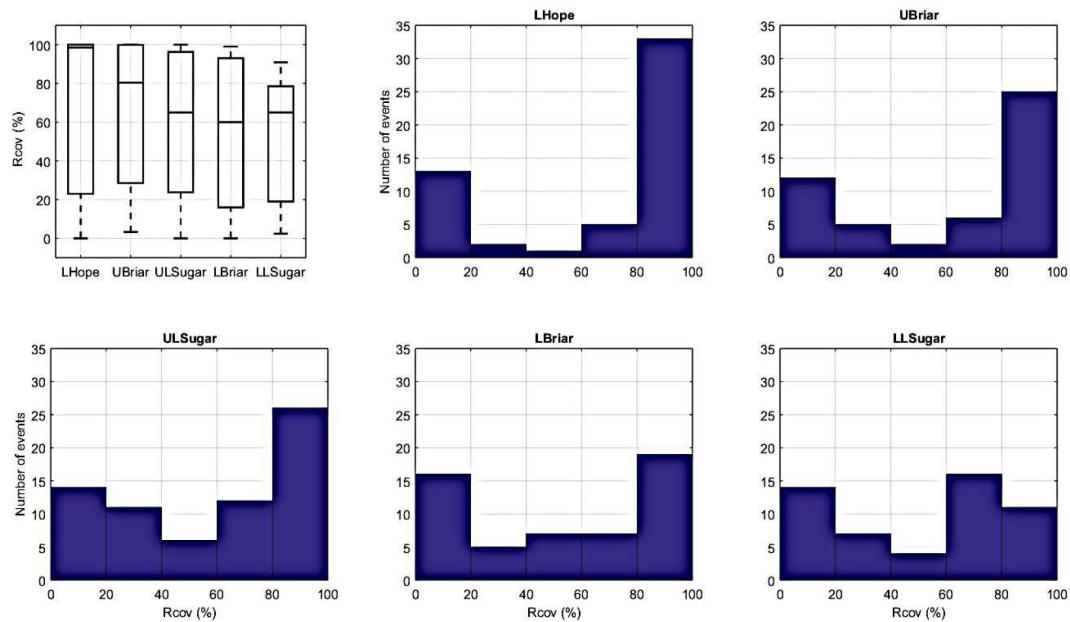 Rcov (%)
100
80
60
40
20
0
LHope UBriar ULSugar LBriar LLSugar
LHope
Number of events
35
30
25
20
15
10
5
0
0 20 40 60 80 100
UBriar
35
30
25
20
15
10
5
0
0 20 40 60 80 100
ULSugar
Number of events
35
30
25
20
15
10
5
0
0 20 40 60 80 100
Rcov (%)
LBriar
35
30
25
20
15
10
5
0
0 20 40 60 80 100
Rcov (%)
LLSugar
35
30
25
20
15
10
5
0
0 20 40 60 80 100
Rcov (%)